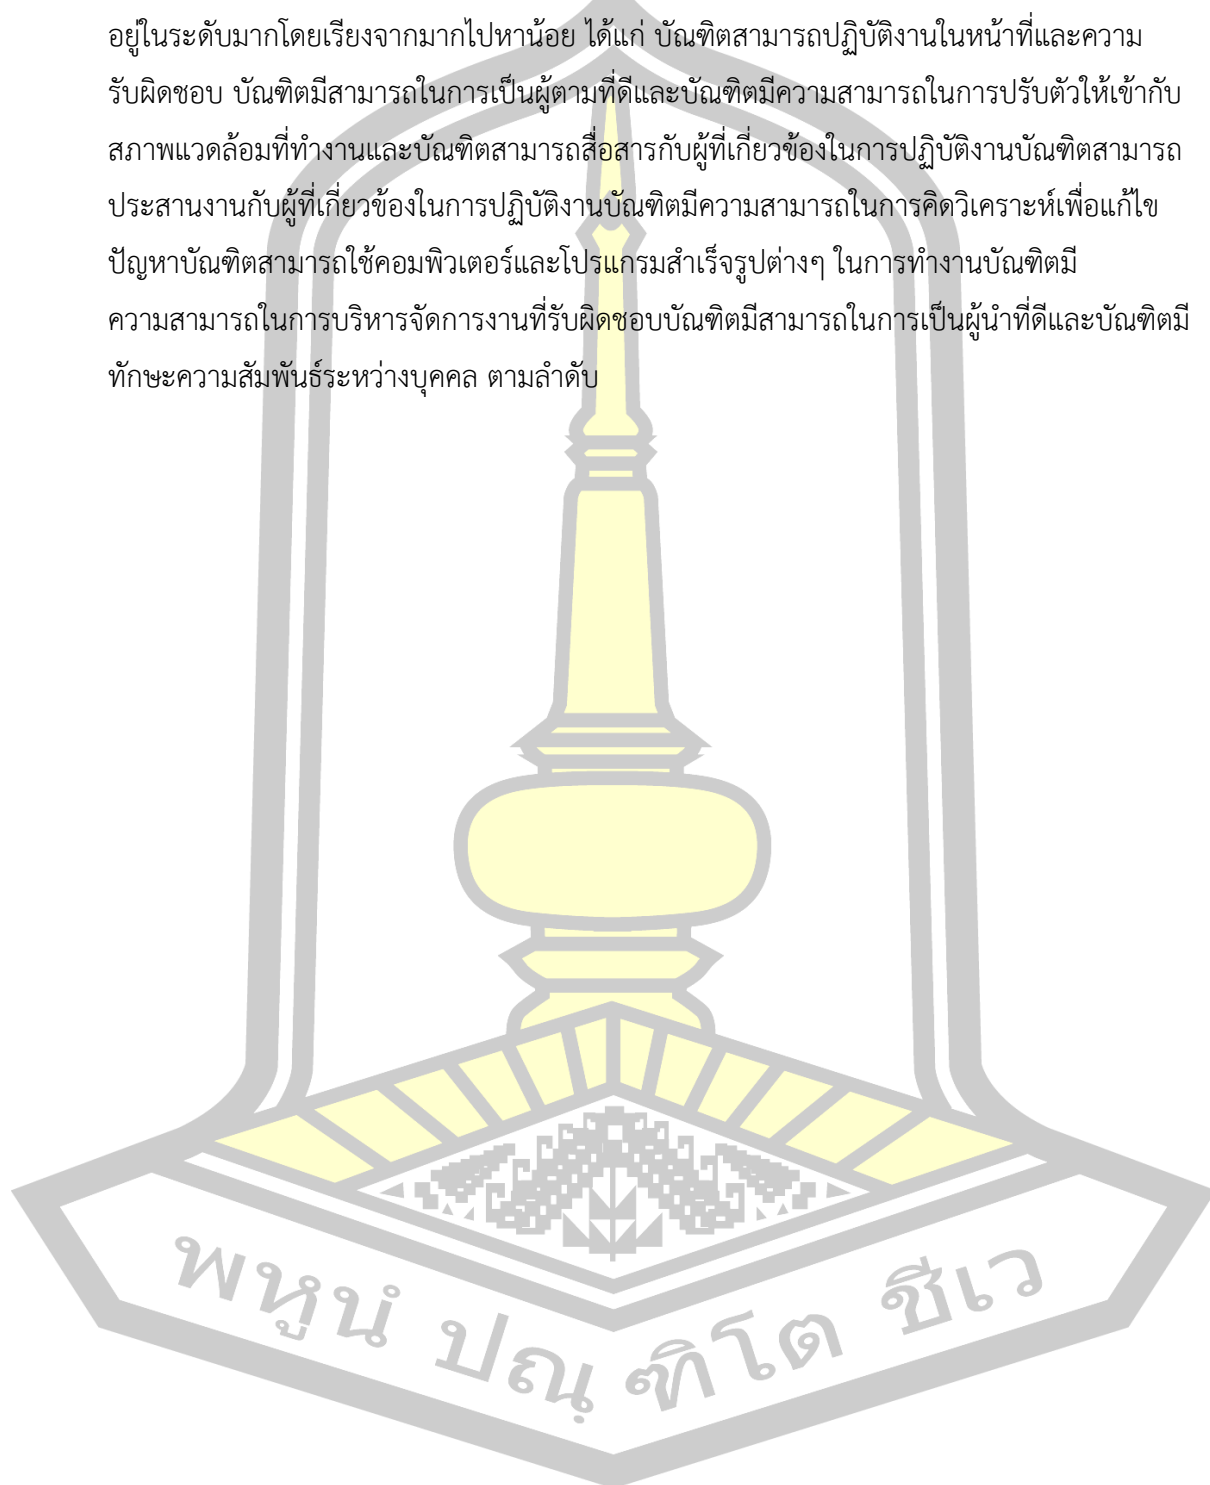 อยู่ในระดับมากโดยเรียงจากมากไปหาน้อย ได้แก่ บัณฑิตสามารถปฏิบัติงานในหน้าที่และความ
รับผิดชอบ บัณฑิตมีสามารถในการเป็นผู้ตามที่ดีและบัณฑิตมีความสามารถในการปรับตัวให้เข้ากับ
สภาพแวดล้อมที่ทำงานและบัณฑิตสามารถสื่อสารกับผู้ที่เกี่ยวข้องในการปฏิบัติงานบัณฑิตสามารถ
ประสานงานกับผู้ที่เกี่ยวข้องในการปฏิบัติงานบัณฑิตมีความสามารถในการคิดวิเคราะห์เพื่อแก้ไข
ปัญหาบัณฑิตสามารถใช้คอมพิวเตอร์และโปรแกรมสำเร็จรูปต่างๆ ในการทำงานบัณฑิตมี
ความสามารถในการบริหารจัดการงานที่รับผิดชอบบัณฑิตมีสามารถในการเป็นผู้นำที่ดีและบัณฑิตมี
ทักษะความสัมพันธ์ระหว่างบุคคล ตามลำดับ
พหูนํ ปณฺ ฑิโต ชีเว